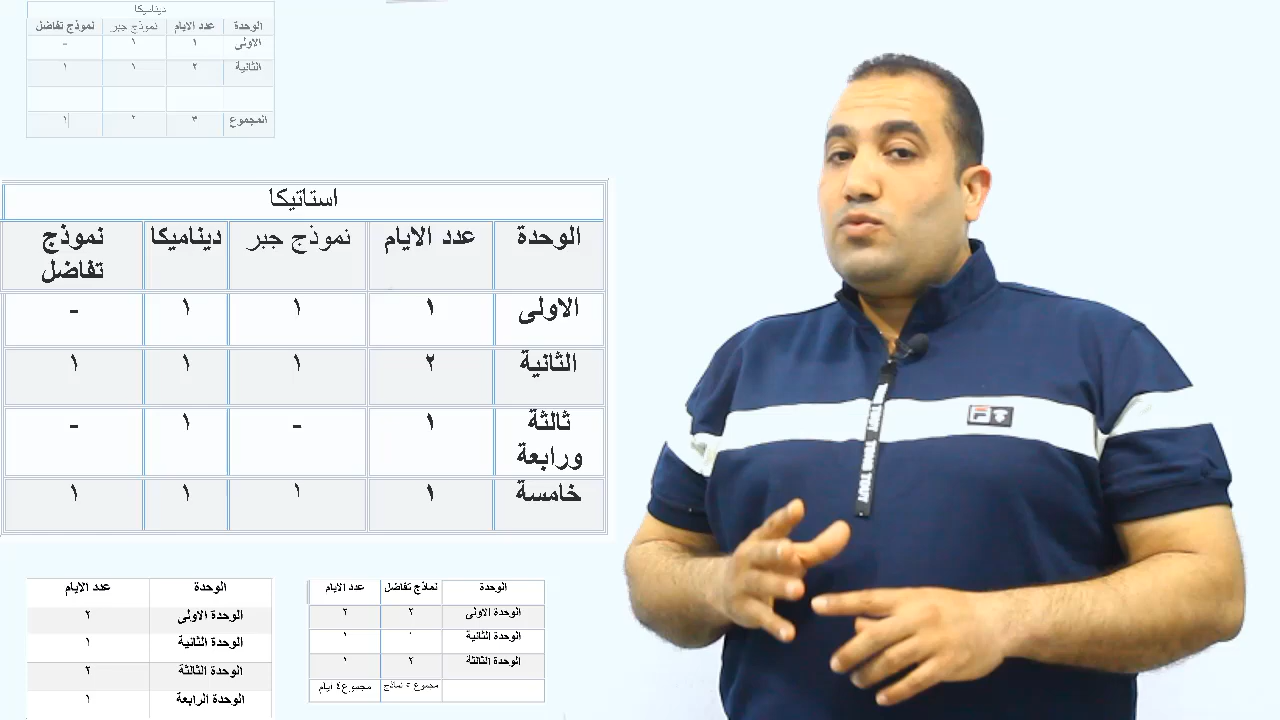 ديناميكا
الوحدة عدد الايام نموذج جبر نموذج تفاضل
الاولى ١ ١ -
الثانية ٢ ١ ١
المجموع ٣ ٢ ١
استاتيكا
الوحدة عدد الايام نموذج جبر ديناميكا نموذج تفاضل
الاولى ١ ١ ١ -
الثانية ٢ ١ ١ ١
ثالثة ورابعة ١ - ١ -
خامسة ١ ١ ١ ١
الوحدة نماذج تفاضل عدد الايام
الوحدة الاولى ٢ ٢
الوحدة الثانية ١ ١
الوحدة الثالثة ٢ ١
مجموع ٥ نماذج مجموع ٤ ايام
الوحدة عدد الايام
الوحدة الاولى ٢
الوحدة الثانية ١
الوحدة الثالثة ٢
الوحدة الرابعة ١